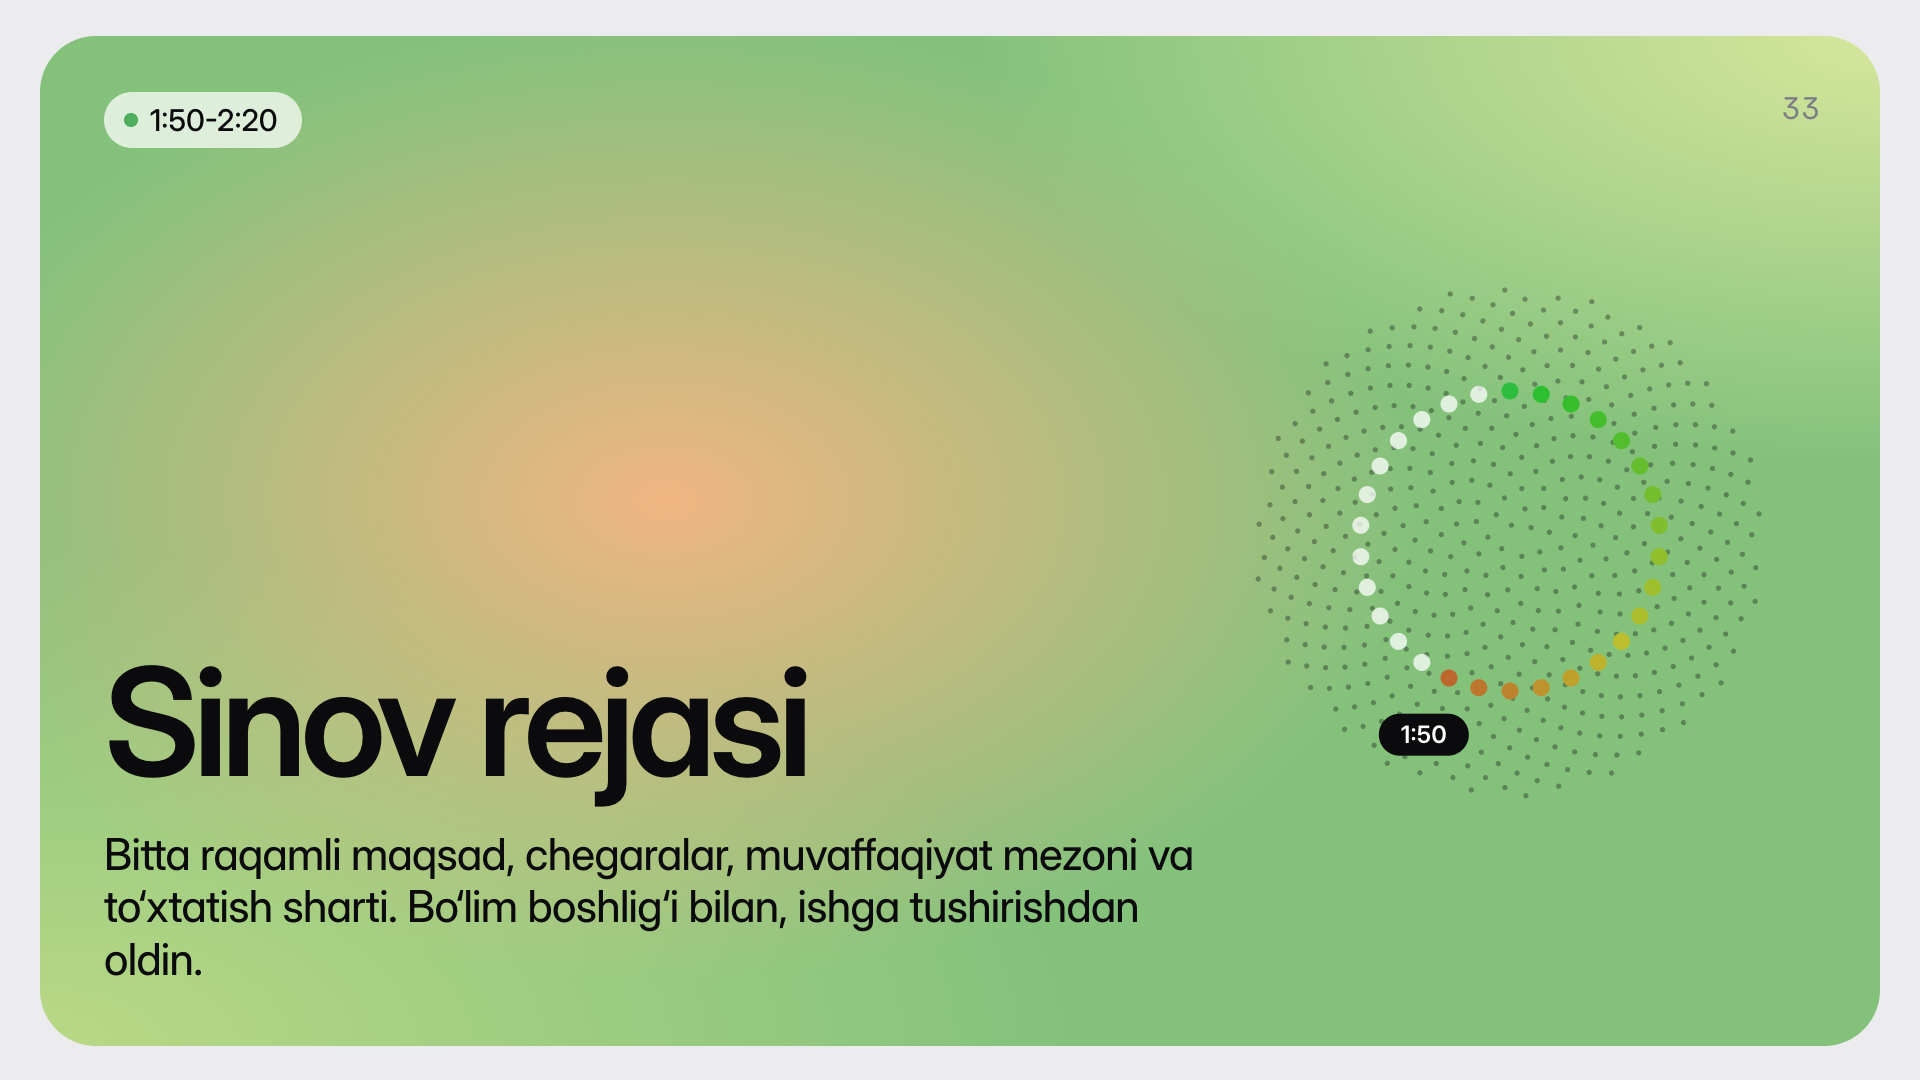 1:50-2:20
33
1:50
Sinov rejasi
Bitta raqamli maqsad, chegaralar, muvaffaqiyat mezoni va
to‘xtatish sharti. Bo‘lim boshlig‘i bilan, ishga tushirishdan
oldin.